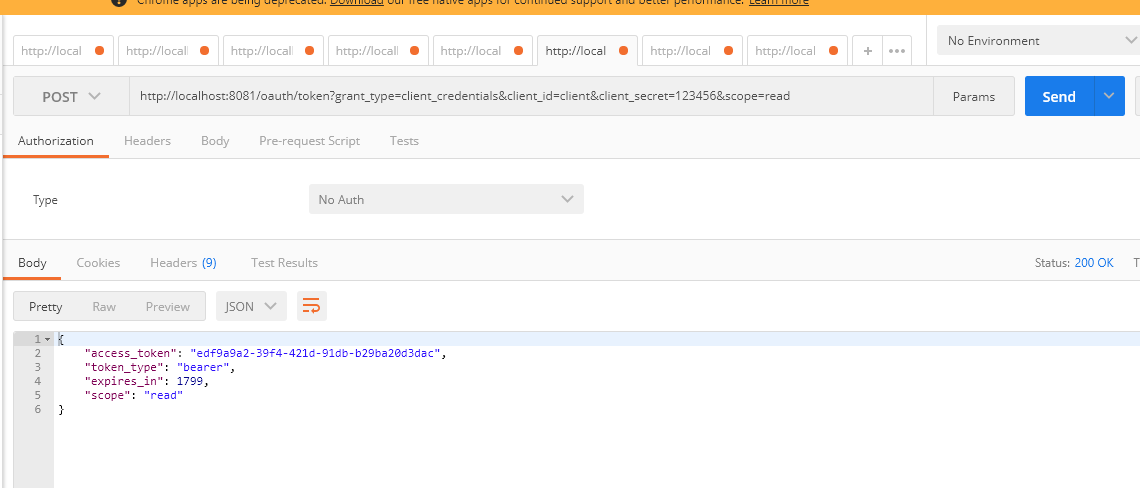 Chrome apps are being deprecated. Download our free native apps for continued support and better performance. Learn more
http://local http://local http://local http://local http://local http://local http://local http://local + ••• No Environment
POST http://localhost:8081/oauth/token?grant_type=client_credentials&client_id=client&client_secret=123456&scope=read Params Send
Authorization Headers Body Pre-request Script Tests
Type No Auth
Body Cookies Headers (9) Test Results Status: 200 OK T
Pretty Raw Preview JSON
1 {
2 "access_token": "edf9a9a2-39f4-421d-91db-b29ba20d3dac",
3 "token_type": "bearer",
4 "expires_in": 1799,
5 "scope": "read"
6 }